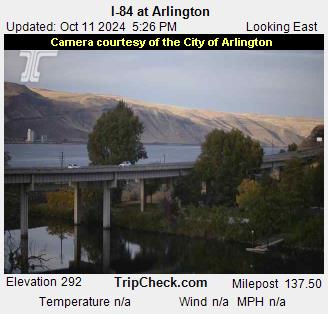 I-84 at Arlington
Updated: Oct 11 2024 5:26 PM Looking East
Camera courtesy of the City of Arlington
Elevation 292 TripCheck.com Milepost 137.50
Temperature n/a Wind n/a MPH n/a